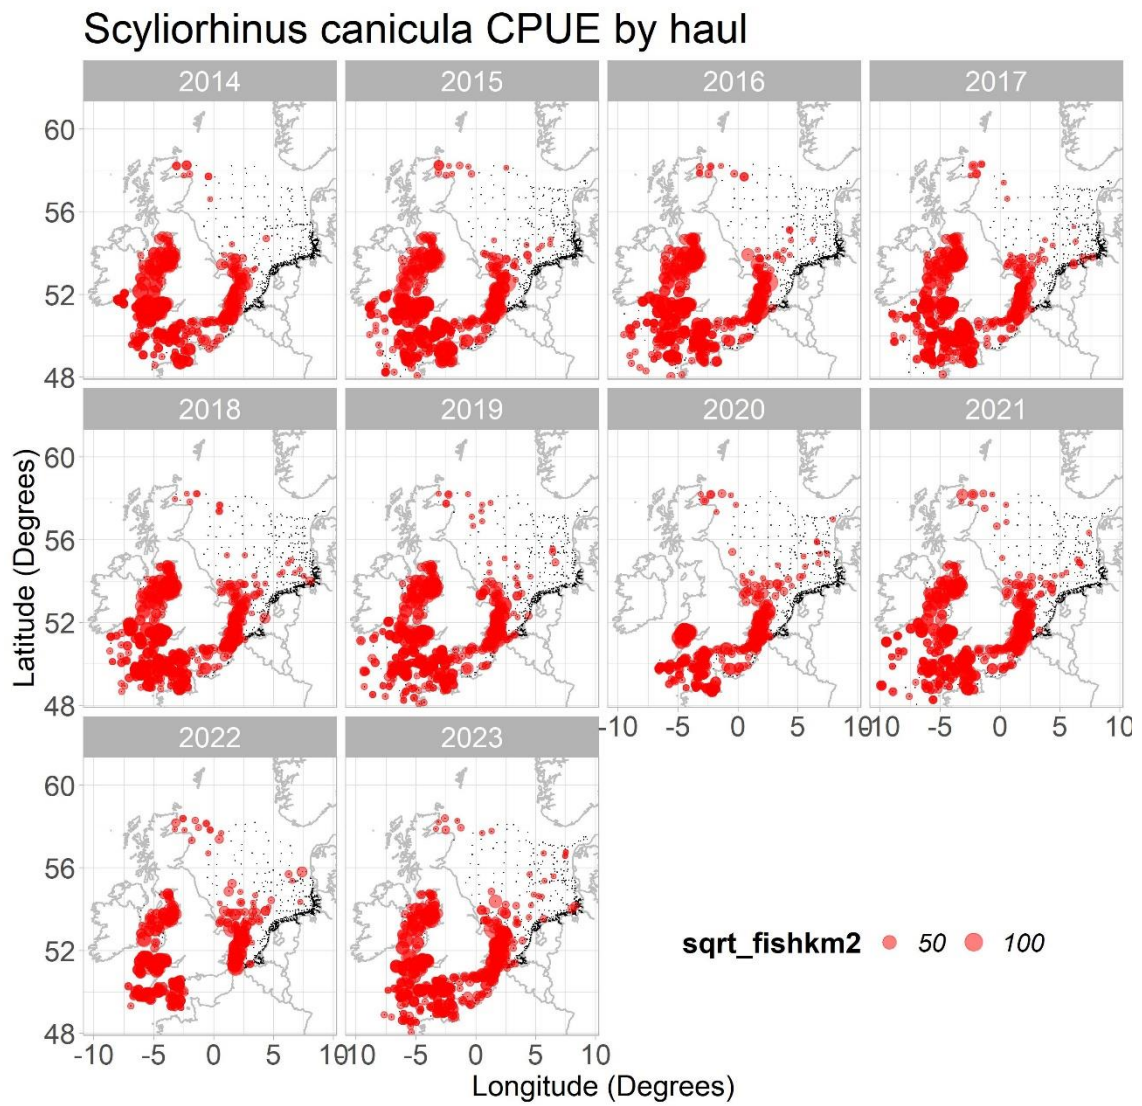 Scyliorhinus canicula CPUE by haul
2014 2015 2016 2017
60
56
52
48
2018 2019 2020 2021
60
56
52
48
-10 -5 0 5 10 -10 -5 0 5 10
2022 2023
60
56
52
48
-10 -5 0 5 10 -10 -5 0 5 10
Latitude (Degrees)
Longitude (Degrees)
sqrt_fishkm2 50 100